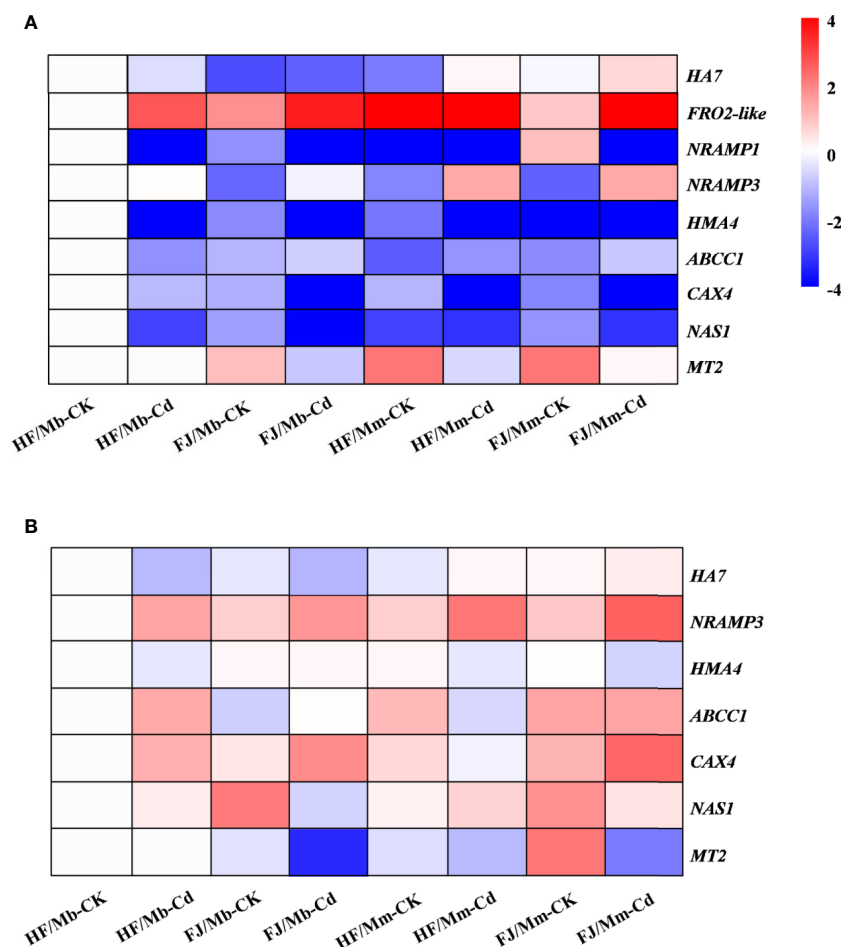 A
4
2
0
-2
-4
HA7
FRO2-like
NRAMP1
NRAMP3
HMA4
ABCC1
CAX4
NAS1
MT2
HF/Mb-CK
HF/Mb-Cd
FJ/Mb-CK
FJ/Mb-Cd
HF/Mm-CK
HF/Mm-Cd
FJ/Mm-CK
FJ/Mm-Cd
B
HA7
NRAMP3
HMA4
ABCC1
CAX4
NAS1
MT2
HF/Mb-CK
HF/Mb-Cd
FJ/Mb-CK
FJ/Mb-Cd
HF/Mm-CK
HF/Mm-Cd
FJ/Mm-CK
FJ/Mm-Cd